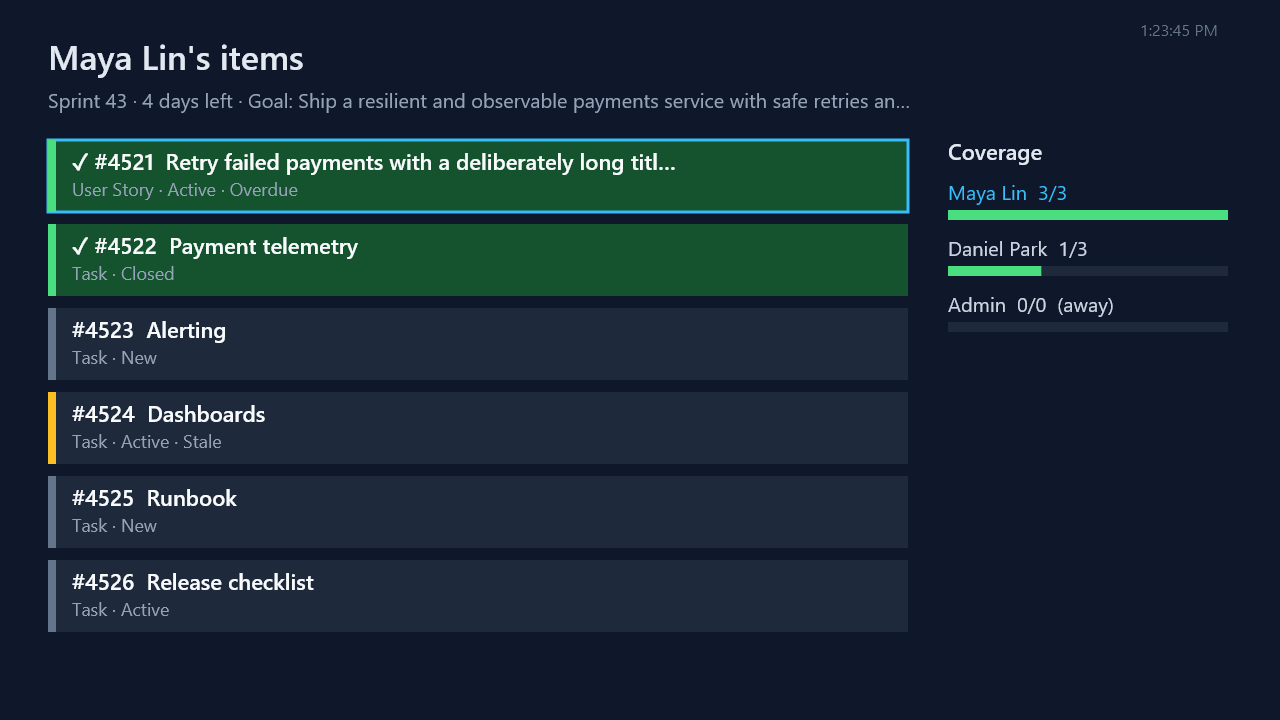 1:23:45 PM
Maya Lin's items
Sprint 43 · 4 days left · Goal: Ship a resilient and observable payments service with safe retries an...
✓ #4521 Retry failed payments with a deliberately long titl...
User Story · Active · Overdue
✓ #4522 Payment telemetry
Task · Closed
#4523 Alerting
Task · New
#4524 Dashboards
Task · Active · Stale
#4525 Runbook
Task · New
#4526 Release checklist
Task · Active
Coverage
Maya Lin 3/3
Daniel Park 1/3
Admin 0/0 (away)